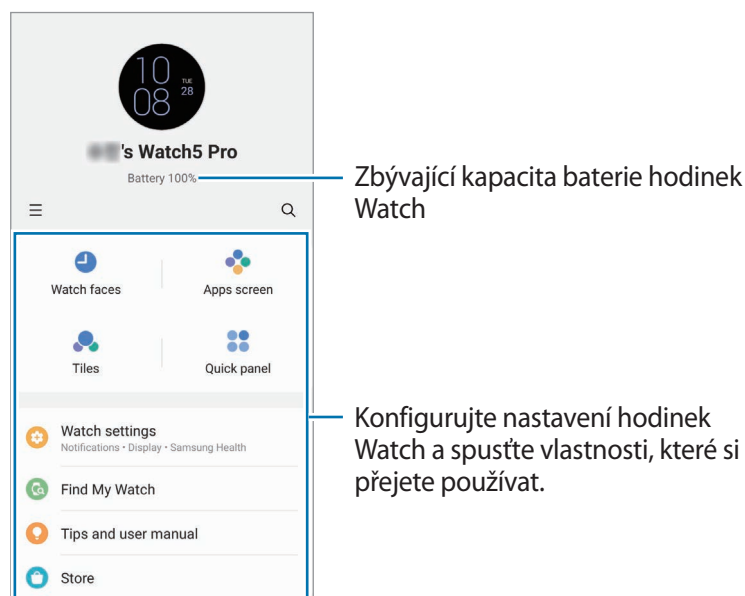 10
08
TUE
28
's Watch5 Pro
Battery 100%
Zbývající kapacita baterie hodinek
Watch
Watch faces
Apps screen
Tiles
Quick panel
Watch settings
Notifications • Display • Samsung Health
Konfigurujte nastavení hodinek
Watch a spusťte vlastnosti, které si
přejete používat.
Find My Watch
Tips and user manual
Store